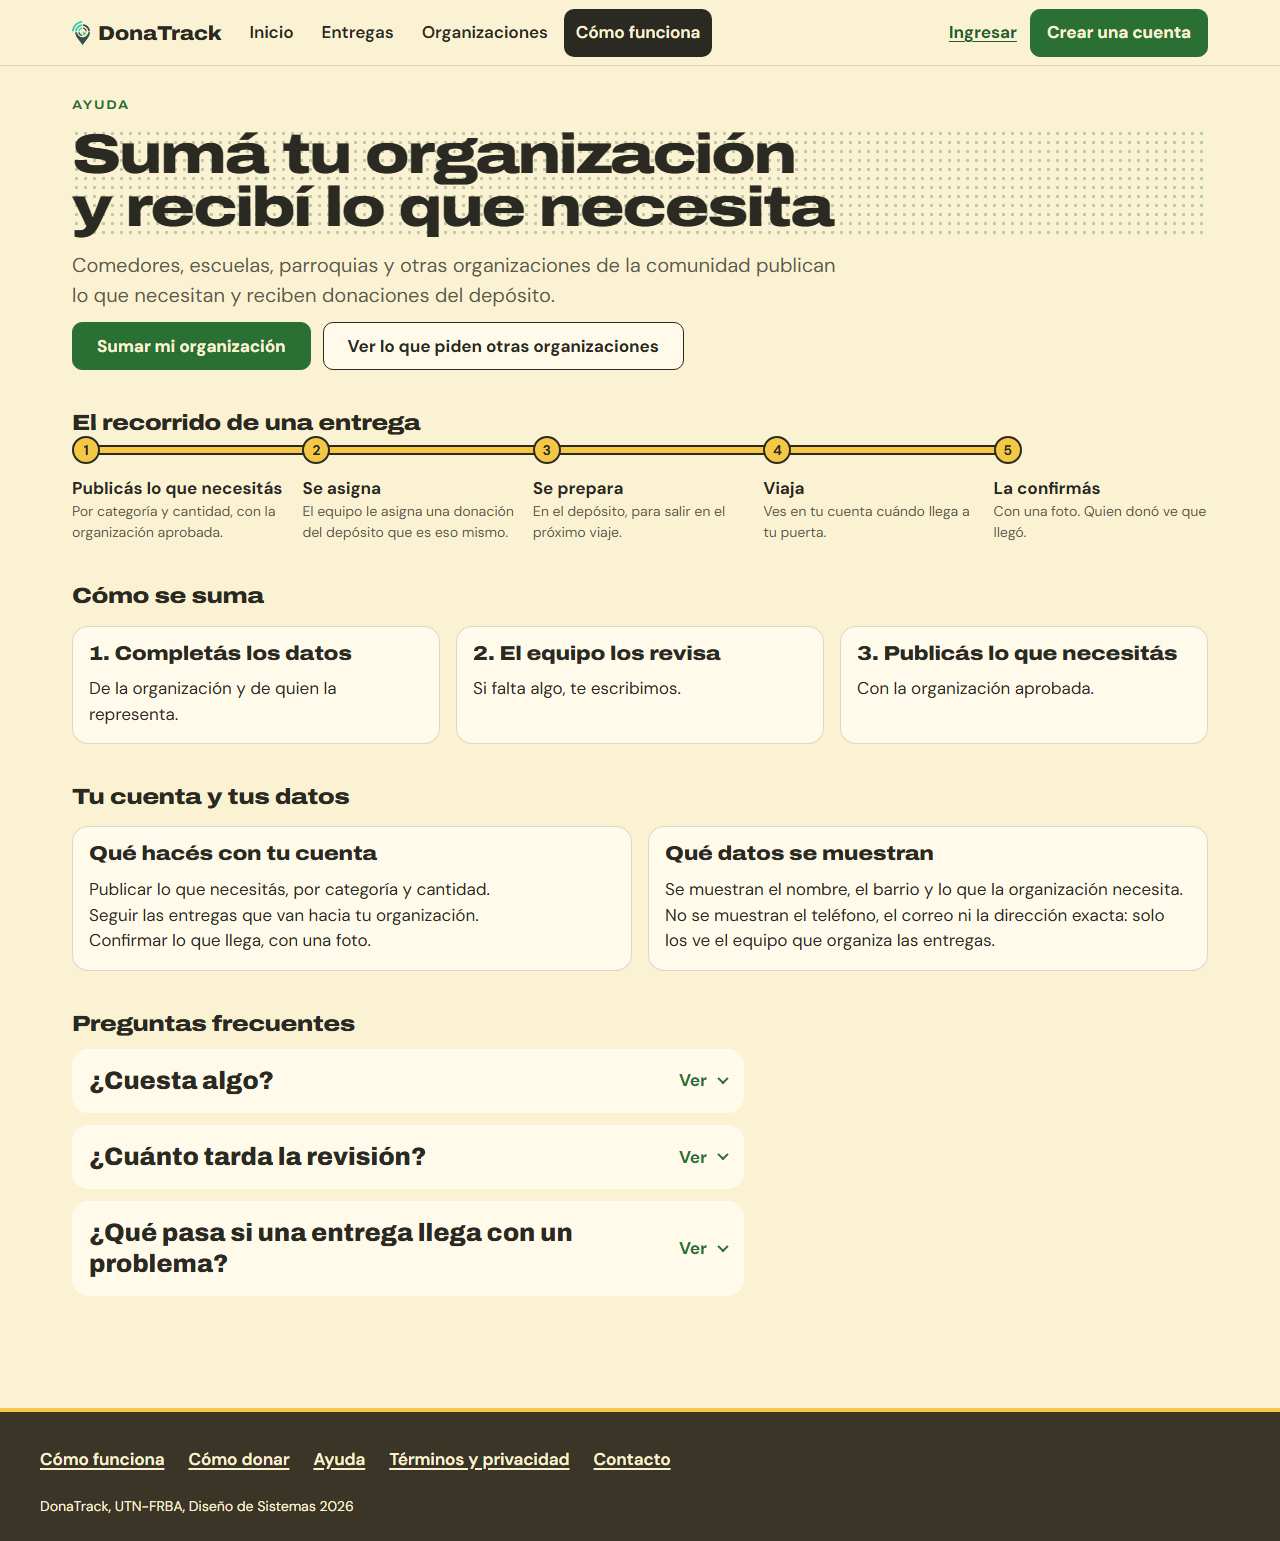 DonaTrack
Inicio
Entregas
Organizaciones
Cómo funciona
Ingresar
Crear una cuenta
AYUDA
Sumá tu organización
y recibí lo que necesita
Comedores, escuelas, parroquias y otras organizaciones de la comunidad publican
lo que necesitan y reciben donaciones del depósito.
Sumar mi organización
Ver lo que piden otras organizaciones
El recorrido de una entrega
1
2
3
4
5
Publicás lo que necesitás
Por categoría y cantidad, con la
organización aprobada.
Se asigna
El equipo le asigna una donación
del depósito que es eso mismo.
Se prepara
En el depósito, para salir en el
próximo viaje.
Viaja
Ves en tu cuenta cuándo llega a
tu puerta.
La confirmás
Con una foto. Quien donó ve que
llegó.
Cómo se suma
1. Completás los datos
De la organización y de quien la
representa.
2. El equipo los revisa
Si falta algo, te escribimos.
3. Publicás lo que necesitás
Con la organización aprobada.
Tu cuenta y tus datos
Qué hacés con tu cuenta
Publicar lo que necesitás, por categoría y cantidad.
Seguir las entregas que van hacia tu organización.
Confirmar lo que llega, con una foto.
Qué datos se muestran
Se muestran el nombre, el barrio y lo que la organización necesita.
No se muestran el teléfono, el correo ni la dirección exacta: solo
los ve el equipo que organiza las entregas.
Preguntas frecuentes
¿Cuesta algo?
Ver
¿Cuánto tarda la revisión?
Ver
¿Qué pasa si una entrega llega con un
problema?
Ver
Cómo funciona
Cómo donar
Ayuda
Términos y privacidad
Contacto
DonaTrack, UTN-FRBA, Diseño de Sistemas 2026